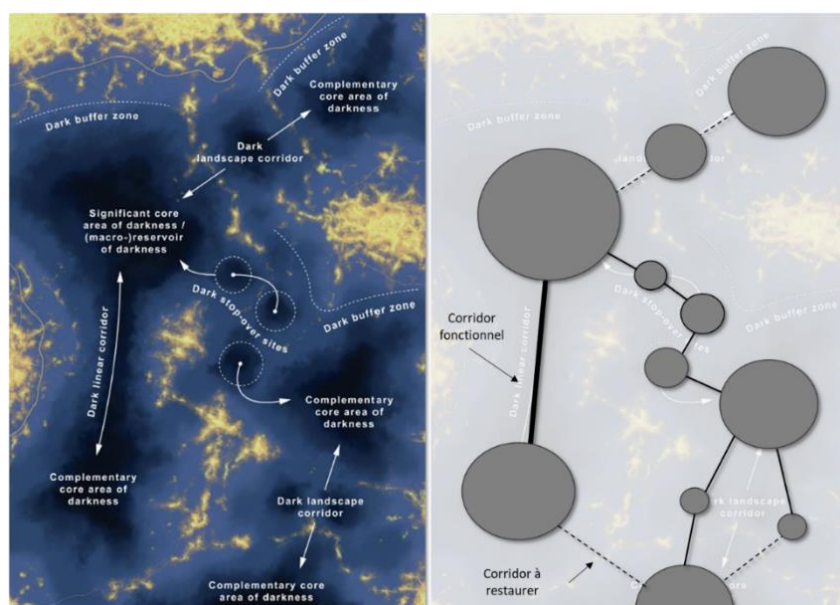 Dark buffer zone
Complementary
core area of
darkness
Dark buffer zone
Dark
landscape corridor
Significant core
area of darkness /
(macro-)reservoir
of darkness
Dark stop-over sites
Dark buffer zone
Dark linear corridor
Complementary
core area of
darkness
Complementary
core area of
darkness
Dark landscape
corridor
Complementary core
area of darkness
Dark buffer zone
Dark buffer zone
Corridor
fonctionnel
Dark linear corridor
Dark stop-over sites
dark landscape
corridor
Corridor à
restaurer